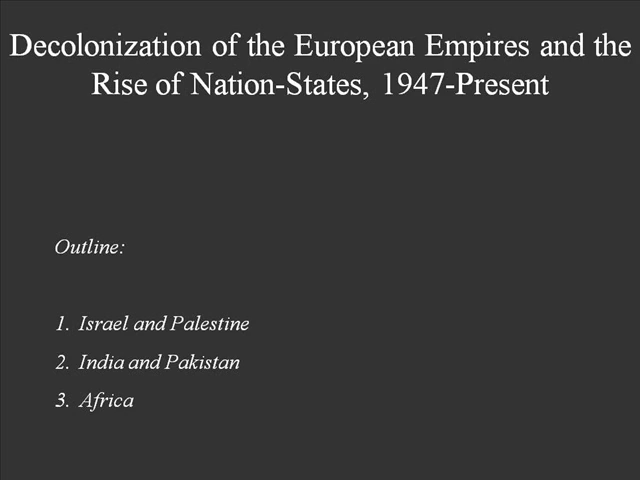 Decolonization of the European Empires and the
Rise of Nation-States, 1947-Present
Outline:
1. Israel and Palestine
2. India and Pakistan
3. Africa